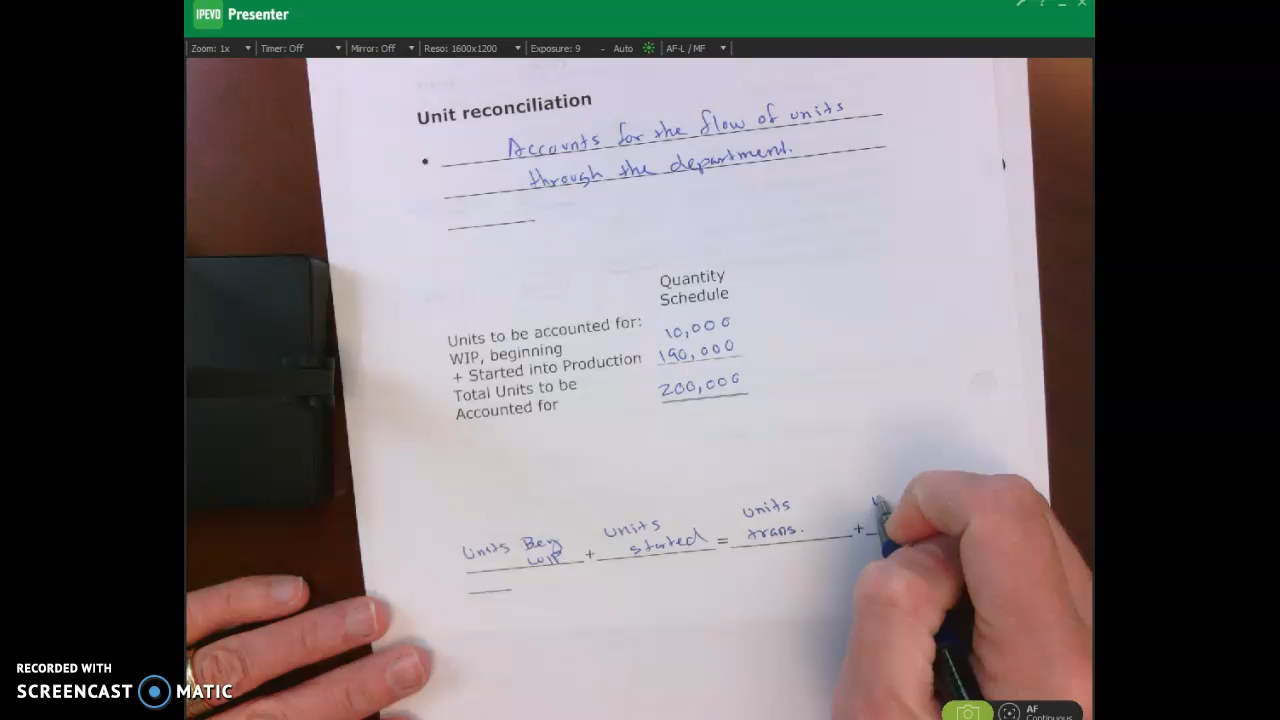 IPEVO Presenter
Zoom: 1x Timer: Off Mirror: Off Reso: 1600x1200 Exposure: 9 - Auto AF-L / MF
Unit reconciliation
• Accounts for the flow of units
through the department.
Quantity
Schedule
Units to be accounted for:
WIP, beginning 10,000
+ Started into Production 190,000
Total Units to be
Accounted for 200,000
Units Beg WIP + units started = units trans. +
RECORDED WITH
SCREENCAST MATIC
AF
Continuous